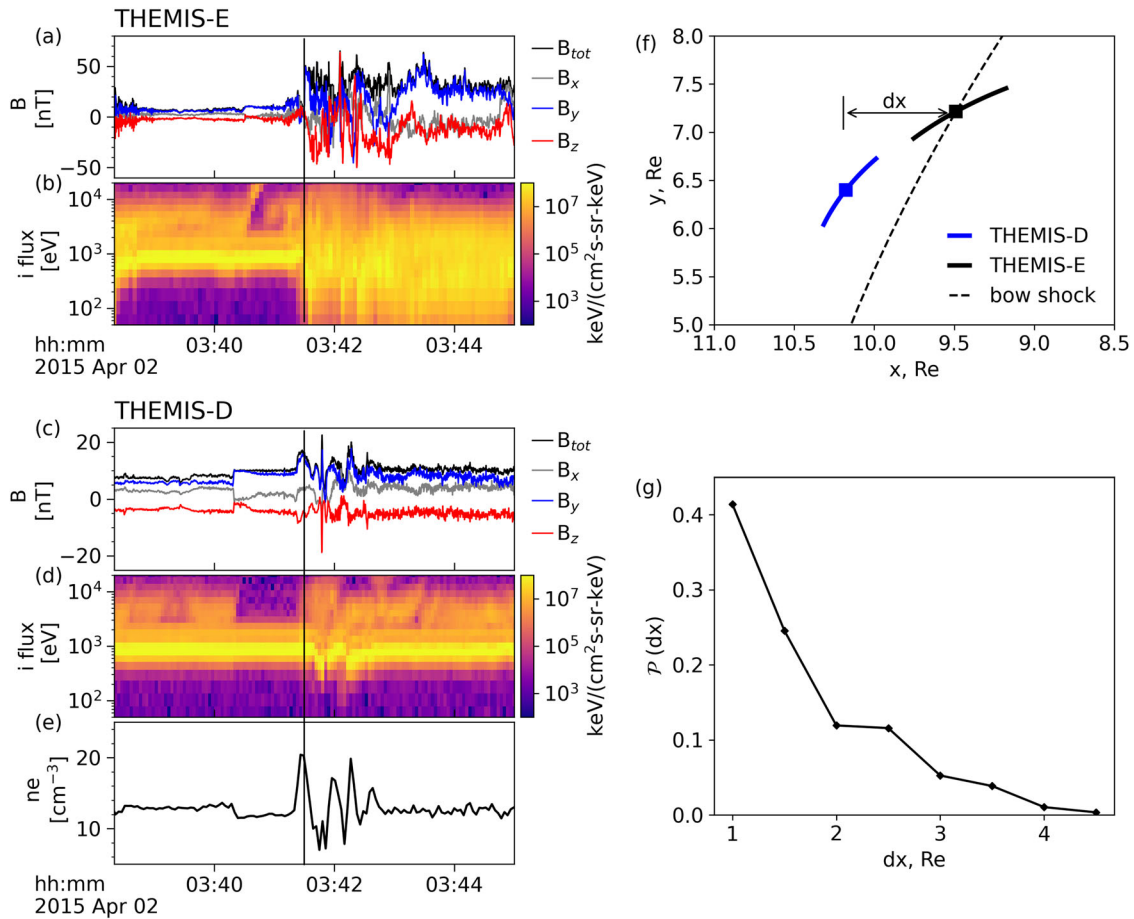 THEMIS-E
(a)
B
[nT]
50
0
−50
B_tot
B_x
B_y
B_z
(b)
i flux
[eV]
10^4
10^3
10^2
10^7
10^5
10^3
keV/(cm^2s-sr-keV)
hh:mm
2015 Apr 02
03:40
03:42
03:44
THEMIS-D
(c)
B
[nT]
20
0
−20
B_tot
B_x
B_y
B_z
(d)
i flux
[eV]
10^4
10^3
10^2
10^7
10^5
10^3
keV/(cm^2s-sr-keV)
(e)
ne
[cm^−3]
20
10
hh:mm
2015 Apr 02
03:40
03:42
03:44
(f)
y, Re
8.0
7.5
7.0
6.5
6.0
5.5
5.0
dx
THEMIS-D
THEMIS-E
bow shock
11.0
10.5
10.0
9.5
9.0
8.5
x, Re
(g)
𝒫 (dx)
0.4
0.3
0.2
0.1
0.0
1
2
3
4
dx, Re